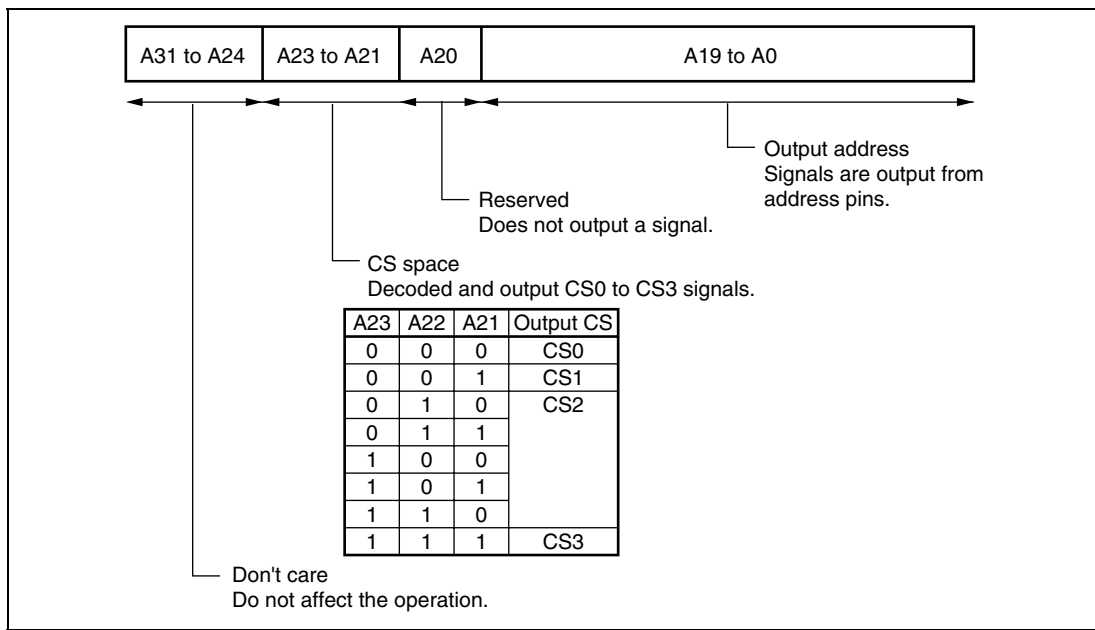 A31 to A24 A23 to A21 A20 A19 to A0
Output address
Signals are output from
address pins.
Reserved
Does not output a signal.
CS space
Decoded and output CS0 to CS3 signals.
A23 A22 A21 Output CS
0 0 0 CS0
0 0 1 CS1
0 1 0 CS2
0 1 1
1 0 0
1 0 1
1 1 0
1 1 1 CS3
Don't care
Do not affect the operation.